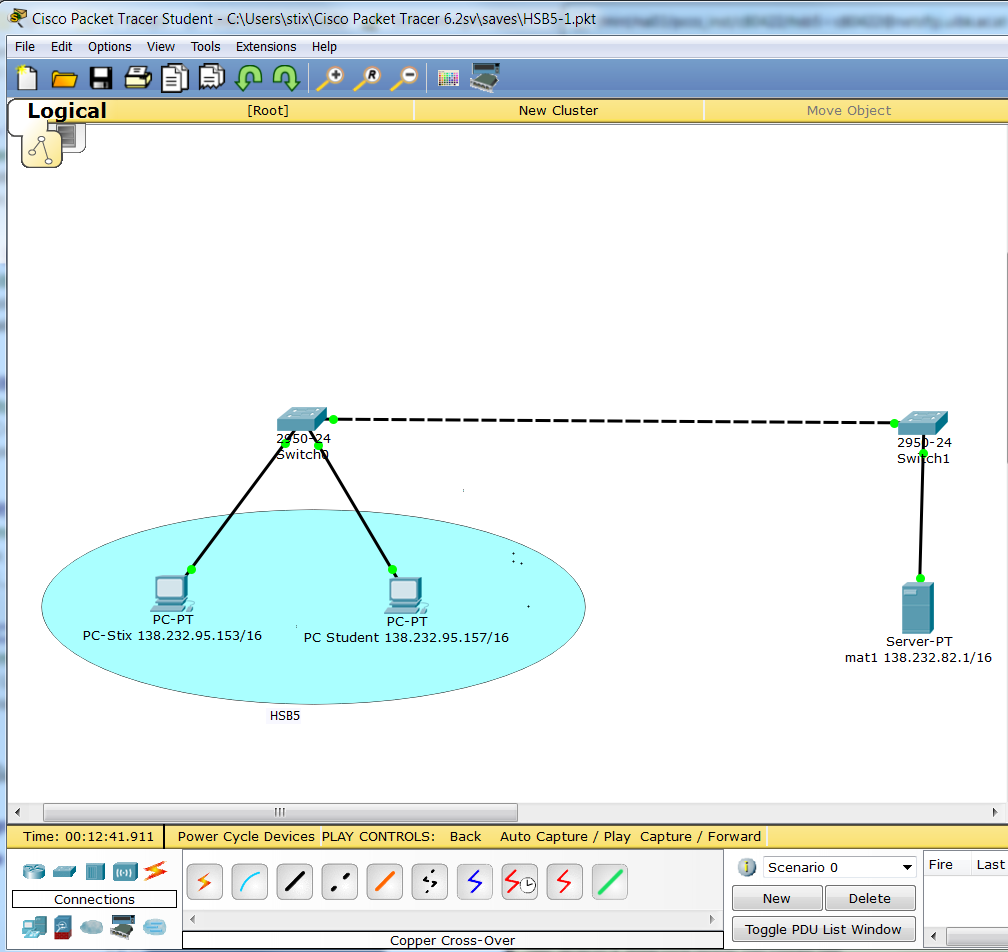 Cisco Packet Tracer Student - C:\Users\stix\Cisco Packet Tracer 6.2sv\saves\HSB5-1.pkt
File Edit Options View Tools Extensions Help
R
Logical [Root] New Cluster Move Object
2950-24
Switch0
2950-24
Switch1
PC-PT
PC-Stix 138.232.95.153/16
PC-PT
PC Student 138.232.95.157/16
Server-PT
mat1 138.232.82.1/16
HSB5
Time: 00:12:41.911 Power Cycle Devices PLAY CONTROLS: Back Auto Capture / Play Capture / Forward
Connections
Copper Cross-Over
i Scenario 0
New Delete
Toggle PDU List Window
Fire Last